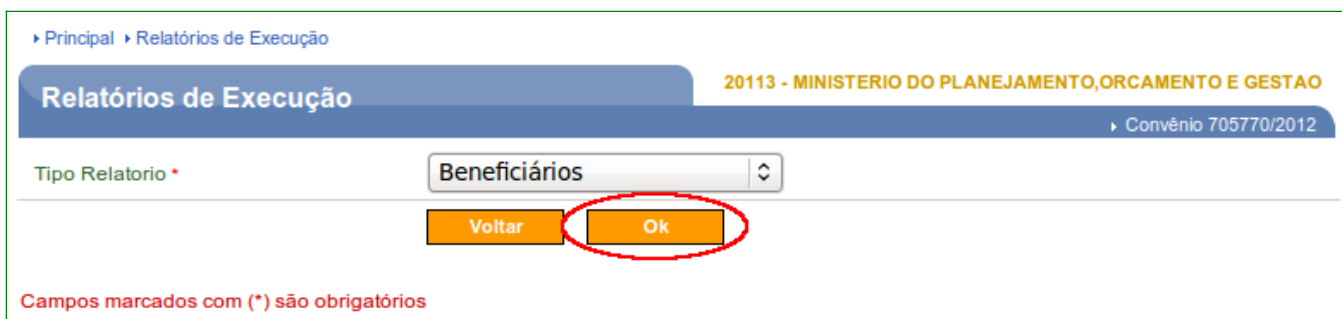 Principal Relatórios de Execução
20113 - MINISTERIO DO PLANEJAMENTO,ORCAMENTO E GESTAO
Relatórios de Execução
Convênio 705770/2012
Tipo Relatorio * Beneficiários
Voltar Ok
Campos marcados com (*) são obrigatórios